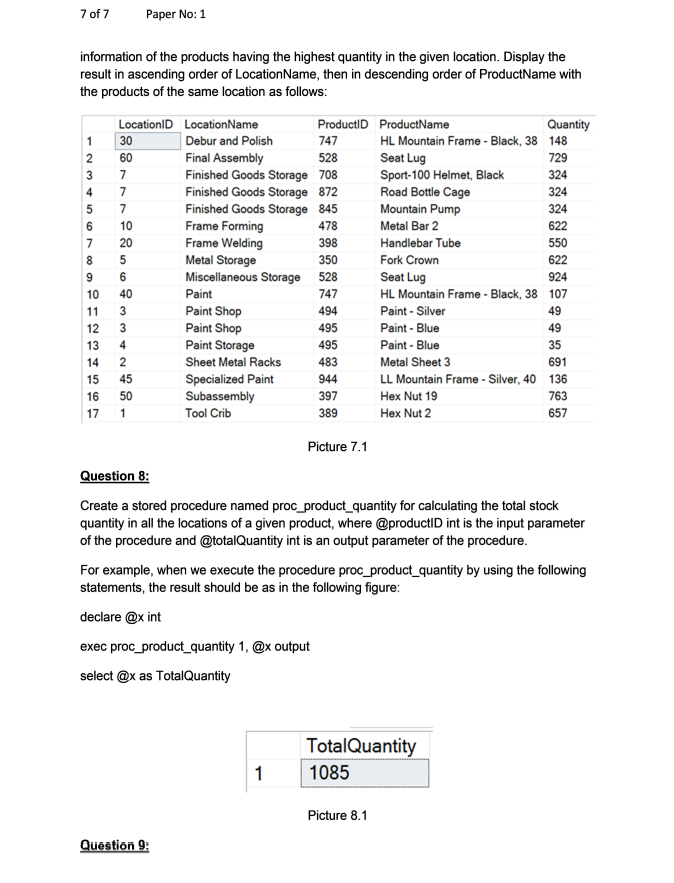 7 of 7 Paper No: 1
information of the products having the highest quantity in the given location. Display the
result in ascending order of LocationName, then in descending order of ProductName with
the products of the same location as follows:
LocationID LocationName ProductID ProductName Quantity
1 30 Debur and Polish 747 HL Mountain Frame - Black, 38 148
2 60 Final Assembly 528 Seat Lug 729
3 7 Finished Goods Storage 708 Sport-100 Helmet, Black 324
4 7 Finished Goods Storage 872 Road Bottle Cage 324
5 7 Finished Goods Storage 845 Mountain Pump 324
6 10 Frame Forming 478 Metal Bar 2 622
7 20 Frame Welding 398 Handlebar Tube 550
8 5 Metal Storage 350 Fork Crown 622
9 6 Miscellaneous Storage 528 Seat Lug 924
10 40 Paint 747 HL Mountain Frame - Black, 38 107
11 3 Paint Shop 494 Paint - Silver 49
12 3 Paint Shop 495 Paint - Blue 49
13 4 Paint Storage 495 Paint - Blue 35
14 2 Sheet Metal Racks 483 Metal Sheet 3 691
15 45 Specialized Paint 944 LL Mountain Frame - Silver, 40 136
16 50 Subassembly 397 Hex Nut 19 763
17 1 Tool Crib 389 Hex Nut 2 657
Picture 7.1
Question 8:
Create a stored procedure named proc_product_quantity for calculating the total stock
quantity in all the locations of a given product, where @productID int is the input parameter
of the procedure and @totalQuantity int is an output parameter of the procedure.
For example, when we execute the procedure proc_product_quantity by using the following
statements, the result should be as in the following figure:
declare @x int
exec proc_product_quantity 1, @x output
select @x as TotalQuantity
TotalQuantity
1 1085
Picture 8.1
Question 9: